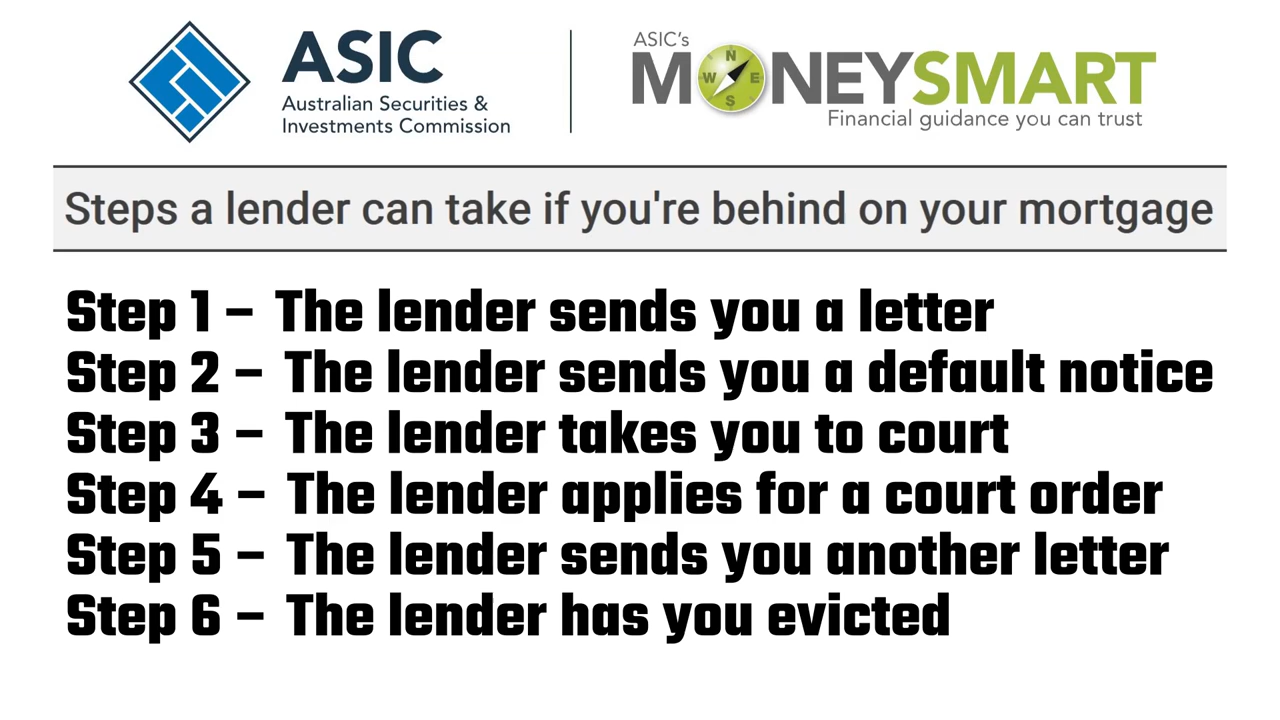 ASIC
Australian Securities &
Investments Commission
ASIC's
MONEYSMART
N
W E
S
Financial guidance you can trust
Steps a lender can take if you're behind on your mortgage
Step 1 – The lender sends you a letter
Step 2 – The lender sends you a default notice
Step 3 – The lender takes you to court
Step 4 – The lender applies for a court order
Step 5 – The lender sends you another letter
Step 6 – The lender has you evicted